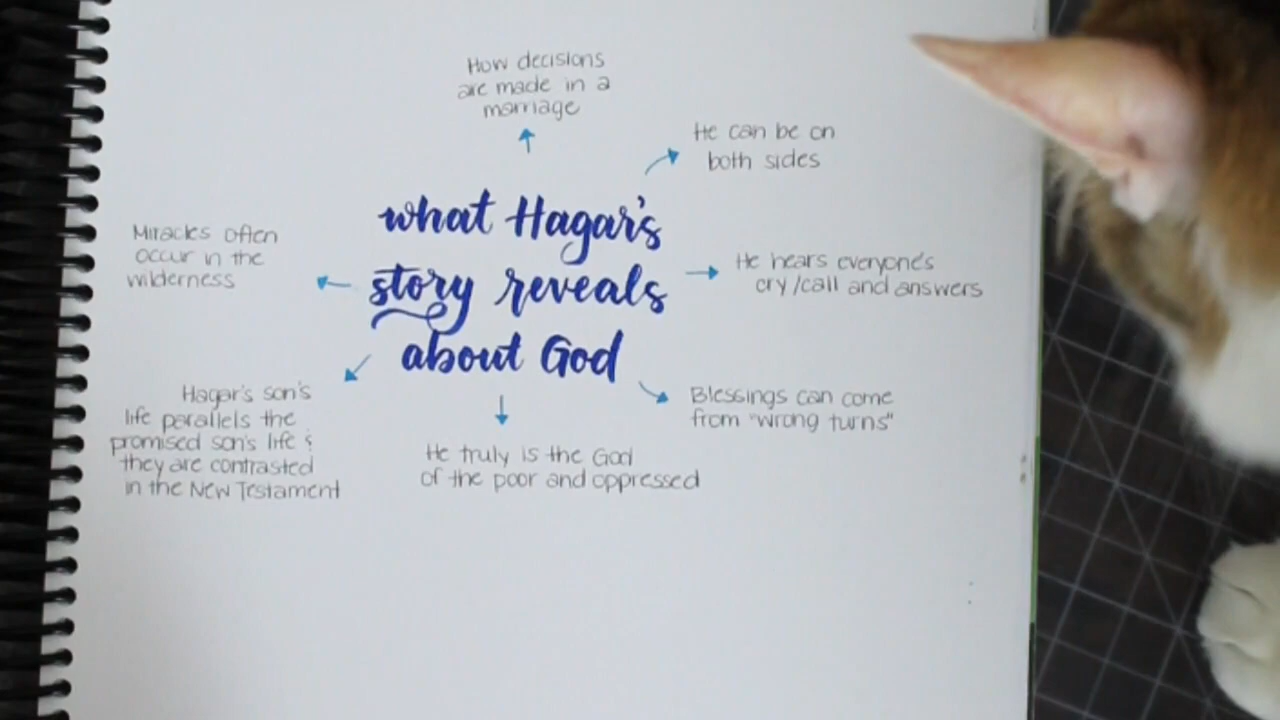 How decisions
are made in a
marriage
He can be on
both sides
what Hagar's
story reveals
about God
Miracles often
occur in the
wilderness
He hears everyone's
cry/call and answers
Hagar's son's
life parallels the
promised son's life &
they are contrasted
in the New Testament
Blessings can come
from "wrong turns"
He truly is the God
of the poor and oppressed